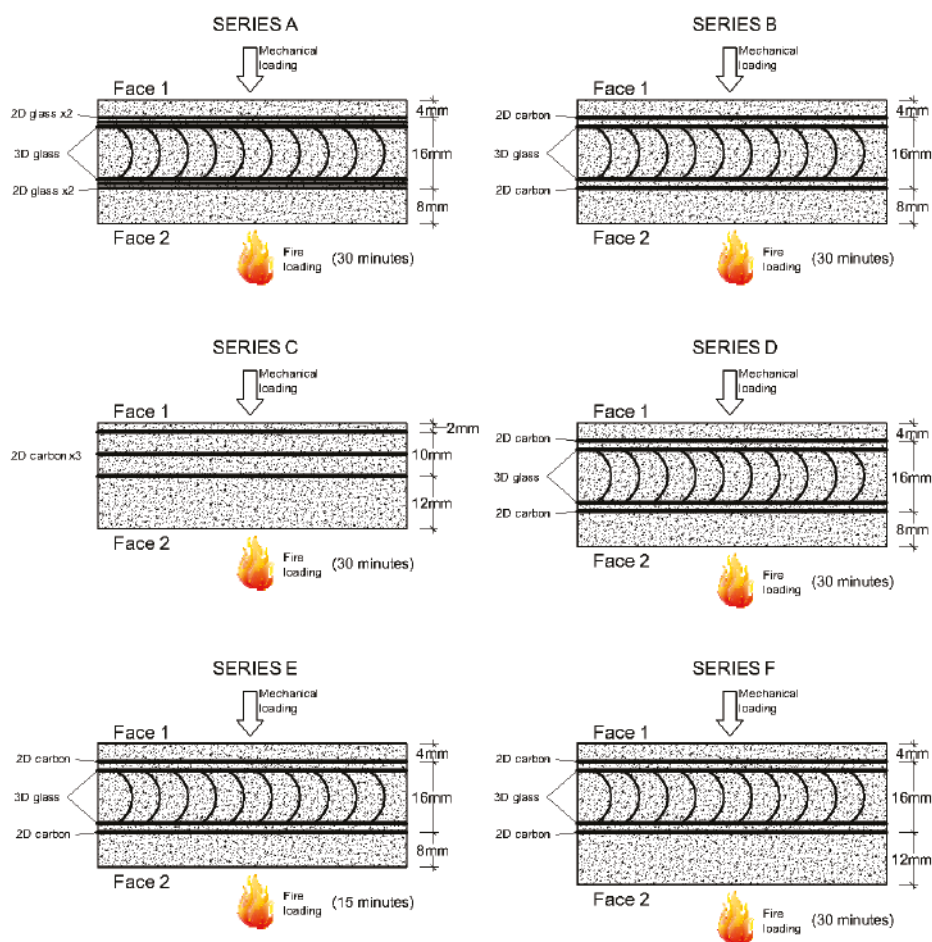 SERIES A
Mechanical
loading
Face 1
2D glass x2
3D glass
2D glass x2
4mm
16mm
8mm
Face 2
Fire
loading
(30 minutes)
SERIES B
Mechanical
loading
Face 1
2D carbon
3D glass
2D carbon
4mm
16mm
8mm
Face 2
Fire
loading
(30 minutes)
SERIES C
Mechanical
loading
Face 1
2D carbon x3
2mm
10mm
12mm
Face 2
Fire
loading
(30 minutes)
SERIES D
Mechanical
loading
Face 1
2D carbon
3D glass
2D carbon
4mm
16mm
8mm
Face 2
Fire
loading
(30 minutes)
SERIES E
Mechanical
loading
Face 1
2D carbon
3D glass
2D carbon
4mm
16mm
8mm
Face 2
Fire
loading
(15 minutes)
SERIES F
Mechanical
loading
Face 1
2D carbon
3D glass
2D carbon
4mm
16mm
12mm
Face 2
Fire
loading
(30 minutes)